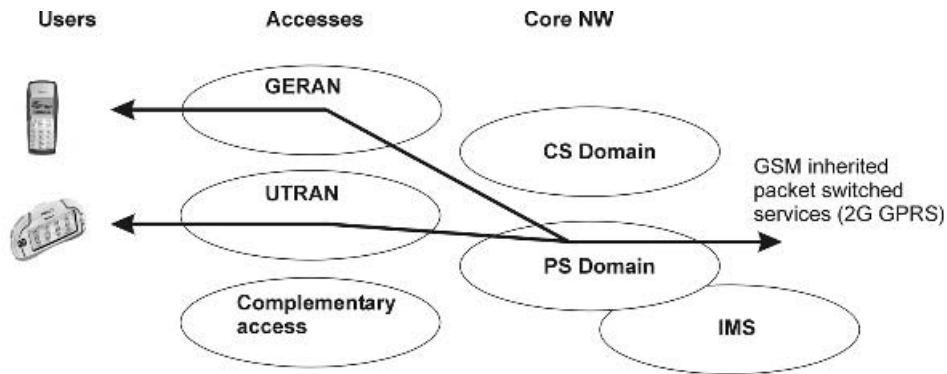 Users Accesses Core NW
GERAN
CS Domain
GSM inherited
packet switched
services (2G GPRS)
UTRAN
PS Domain
Complementary
access
IMS